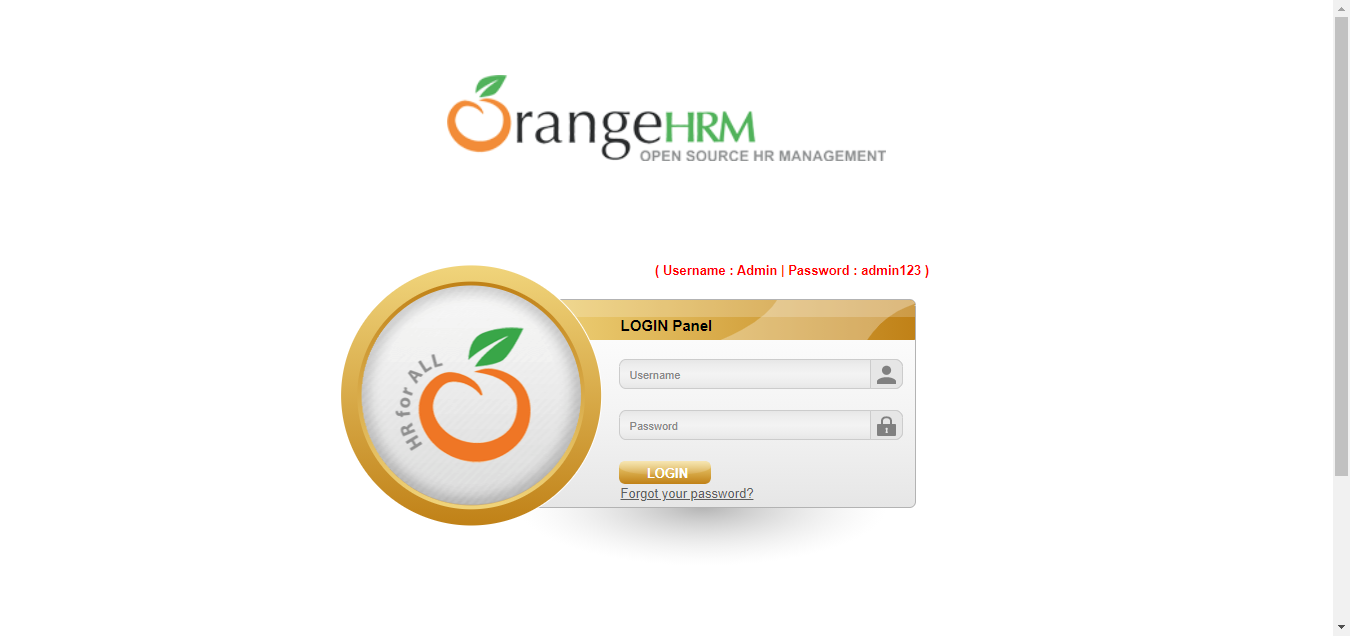 OrangeHRM
OPEN SOURCE HR MANAGEMENT
( Username : Admin | Password : admin123 )
HR for ALL
LOGIN Panel
Username
Password
LOGIN
Forgot your password?